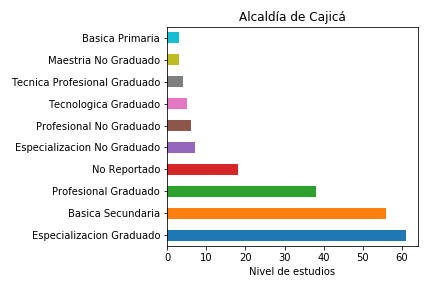 Alcaldía de Cajicá
Basica Primaria
Maestria No Graduado
Tecnica Profesional Graduado
Tecnologica Graduado
Profesional No Graduado
Especializacion No Graduado
No Reportado
Profesional Graduado
Basica Secundaria
Especializacion Graduado
0 10 20 30 40 50 60
Nivel de estudios